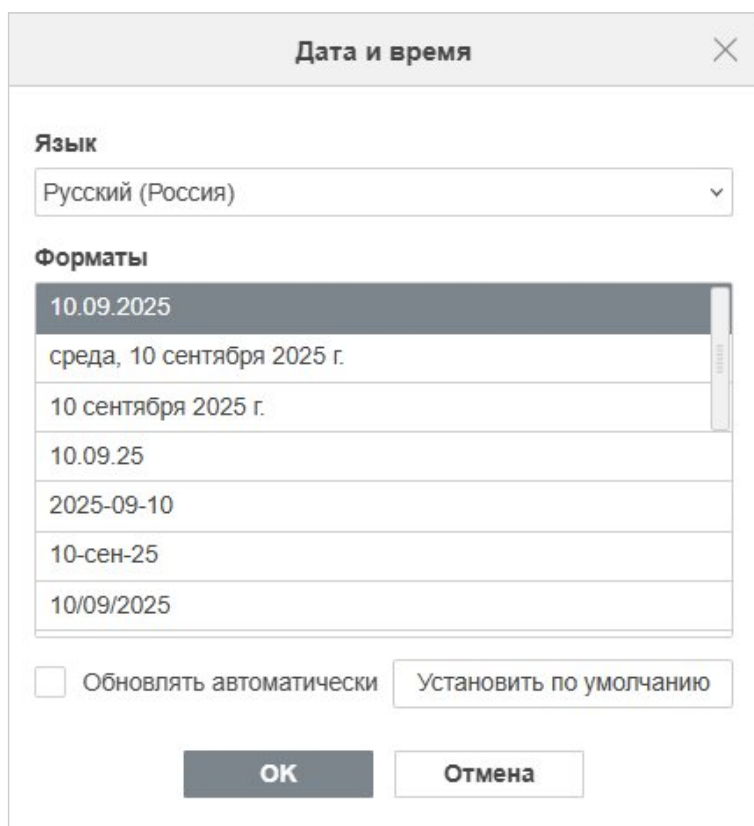 Дата и время
Язык
Русский (Россия)
Форматы
10.09.2025
среда, 10 сентября 2025 г.
10 сентября 2025 г.
10.09.25
2025-09-10
10-сен-25
10/09/2025
Обновлять автоматически Установить по умолчанию
OK Отмена